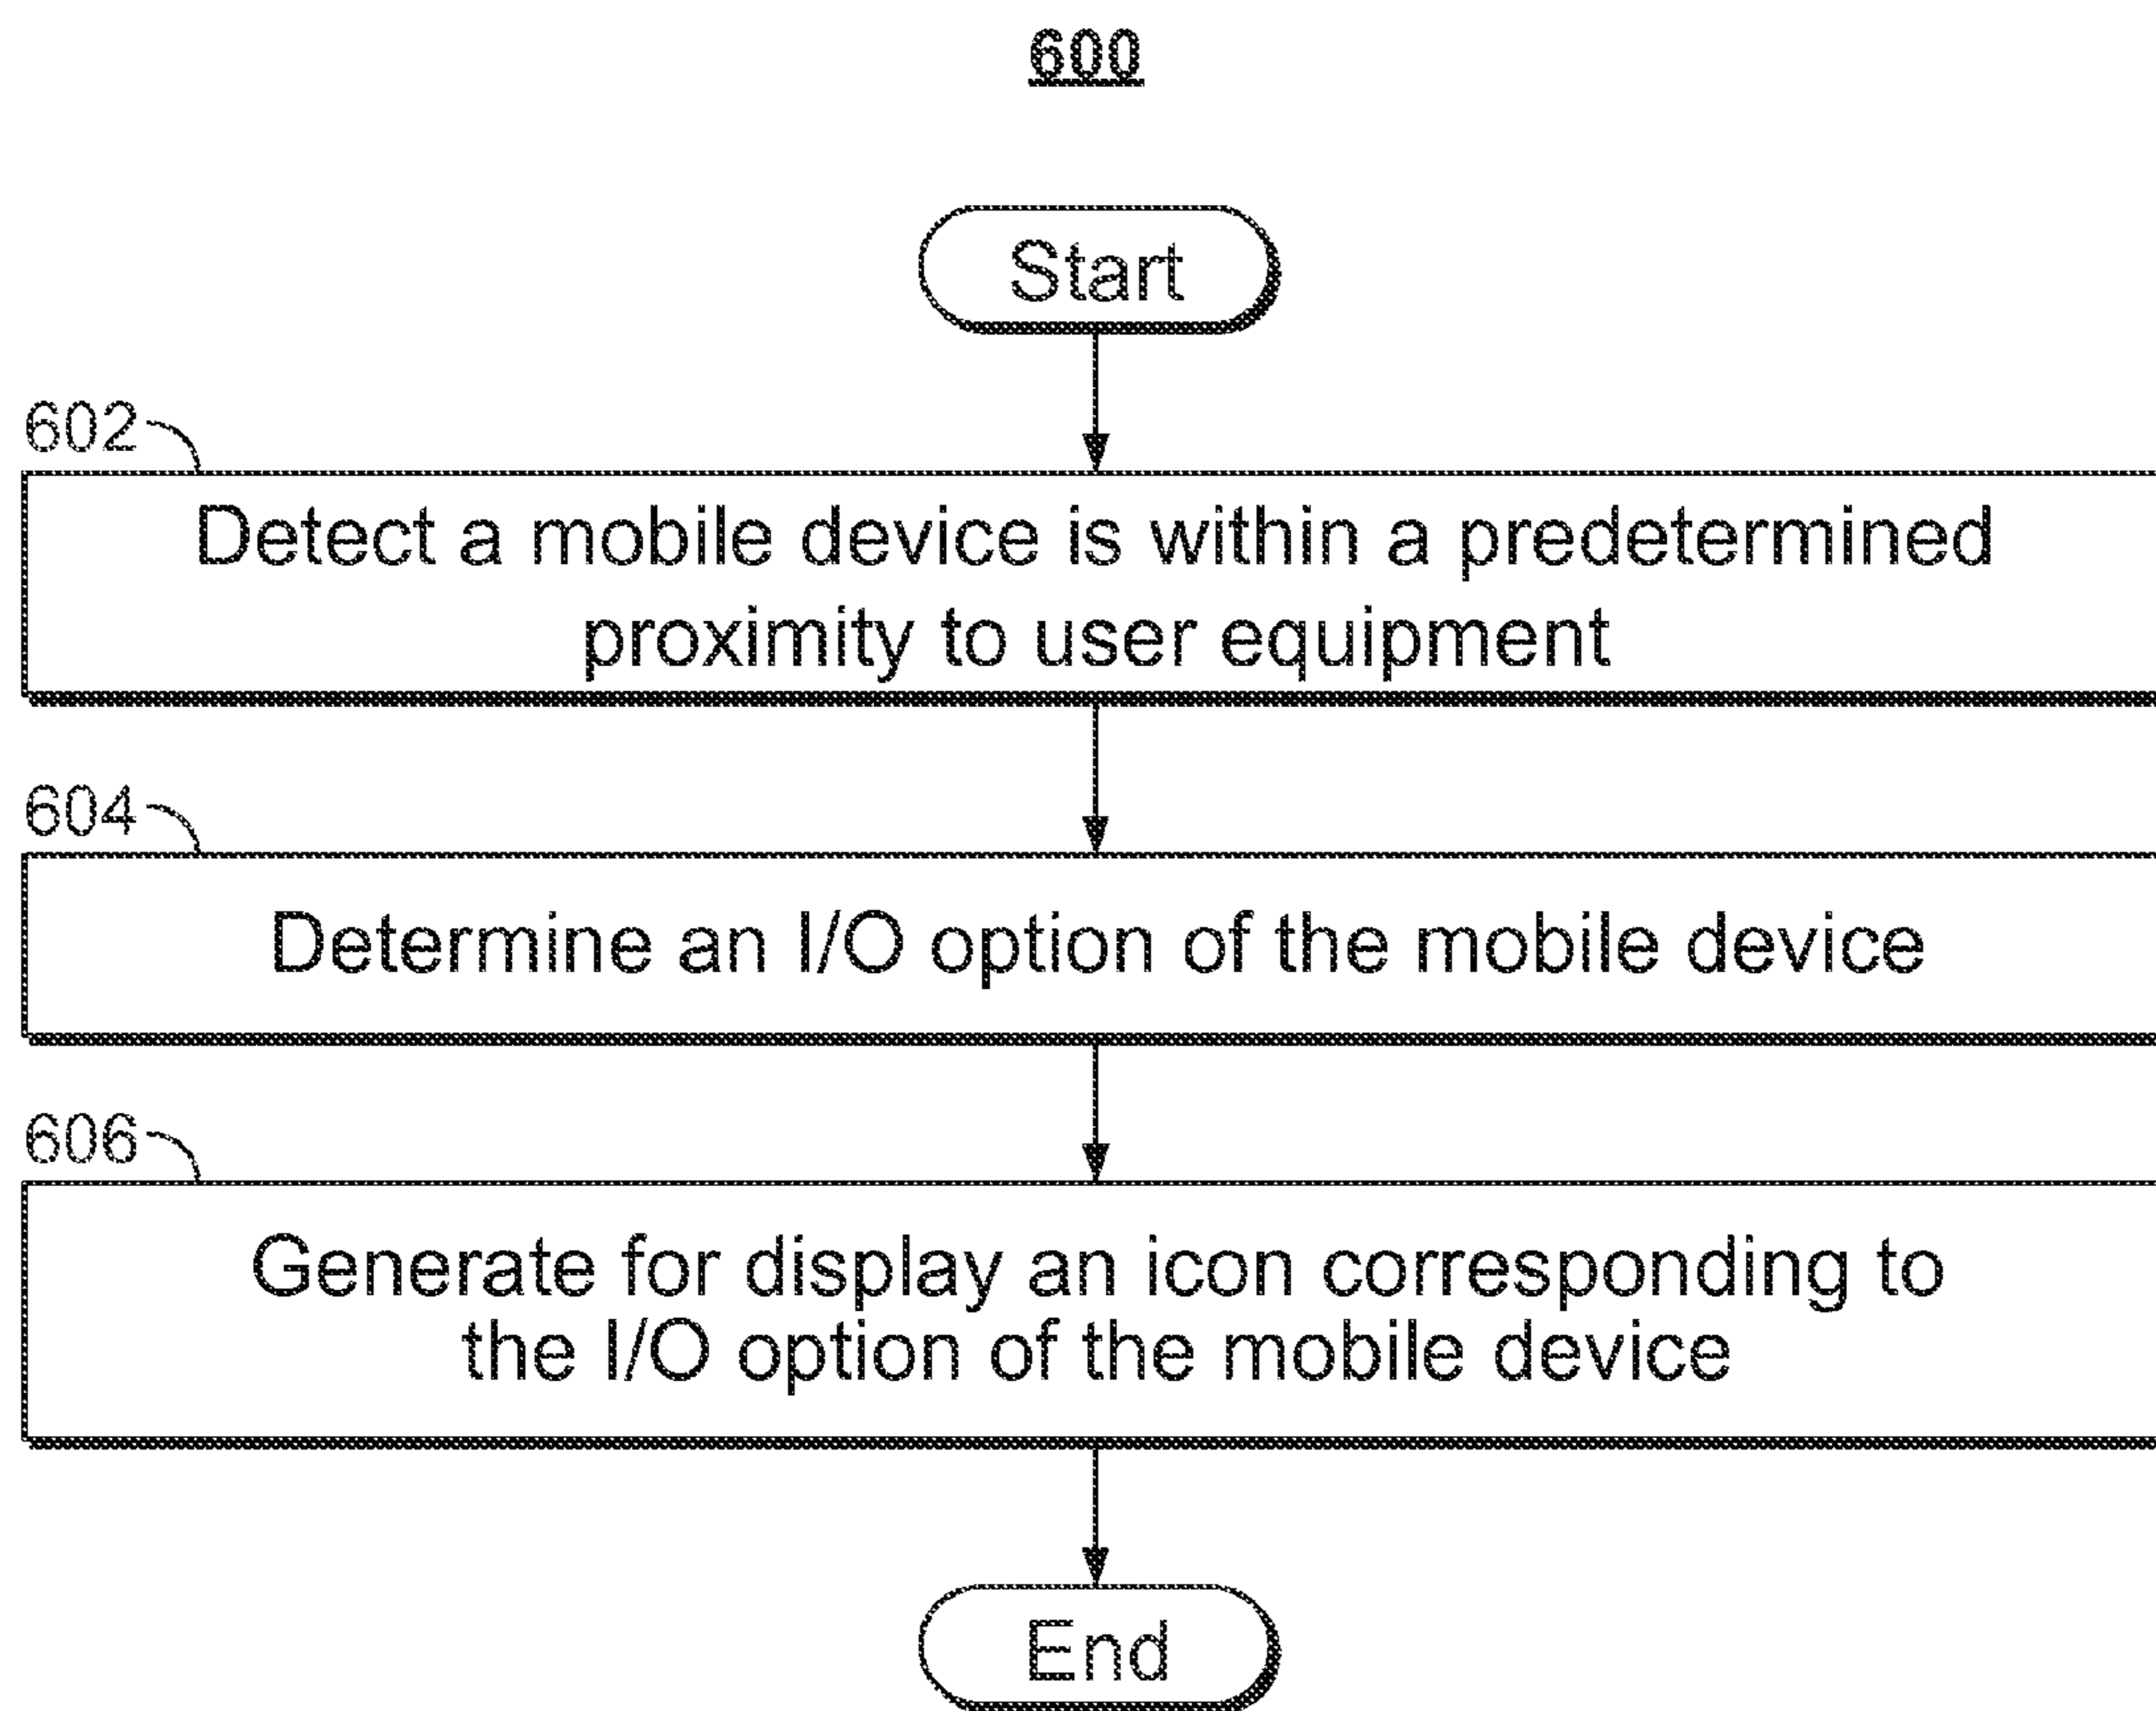 600
Start
602
Detect a mobile device is within a predetermined
proximity to user equipment
604
Determine an I/O option of the mobile device
606
Generate for display an icon corresponding to
the I/O option of the mobile device
End